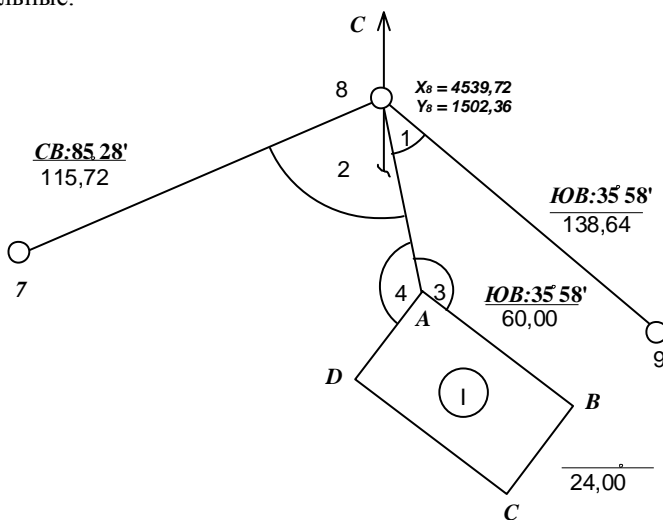 C
8
X₈ = 4539,72
Y₈ = 1502,36
1
СВ:85°28'
115,72
2
ЮВ:35°58'
138,64
7
4
3
A
ЮВ:35°58'
60,00
9
D
I
B
°
24,00
C